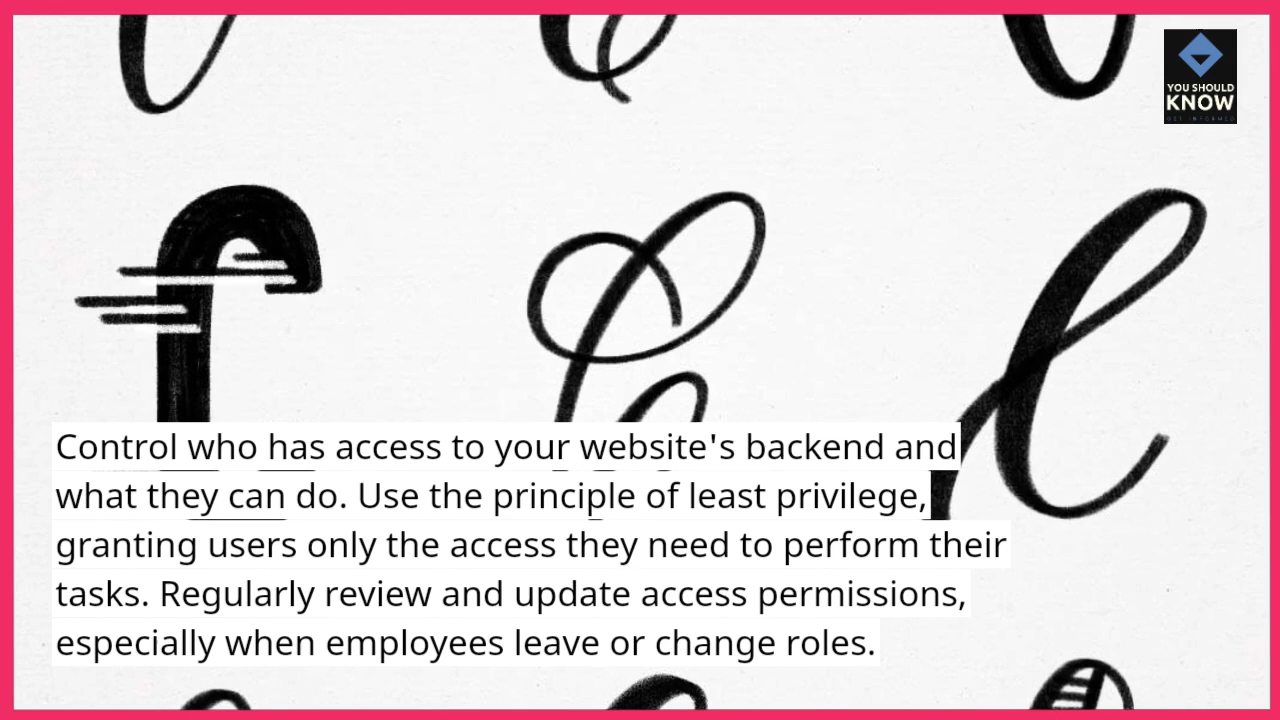 YOU SHOULD
KNOW
GET INFORMED
Control who has access to your website's backend and
what they can do. Use the principle of least privilege,
granting users only the access they need to perform their
tasks. Regularly review and update access permissions,
especially when employees leave or change roles.